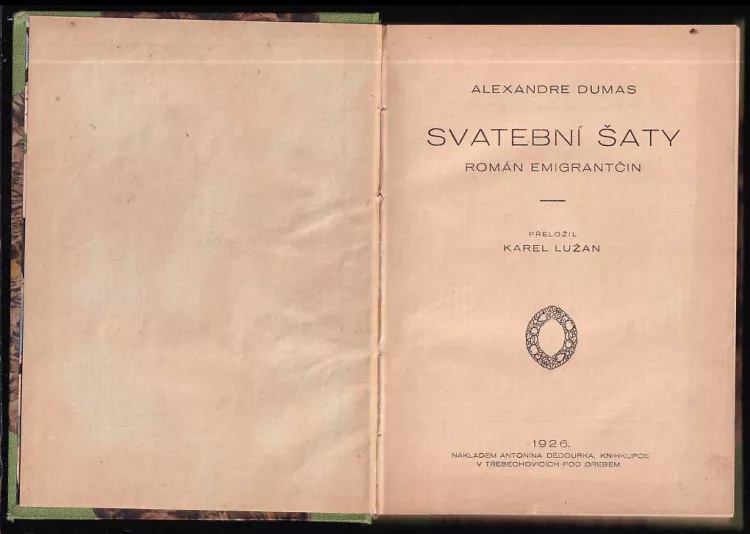 ALEXANDRE DUMAS
SVATEBNÍ ŠATY
ROMÁN EMIGRANTČIN
PŘELOŽIL
KAREL LUŽAN
1926.
NÁKLADEM ANTONÍNA DĚDOURKA, KNIHKUPCE
V TŘEBECHOVICÍCH POD OREBEM